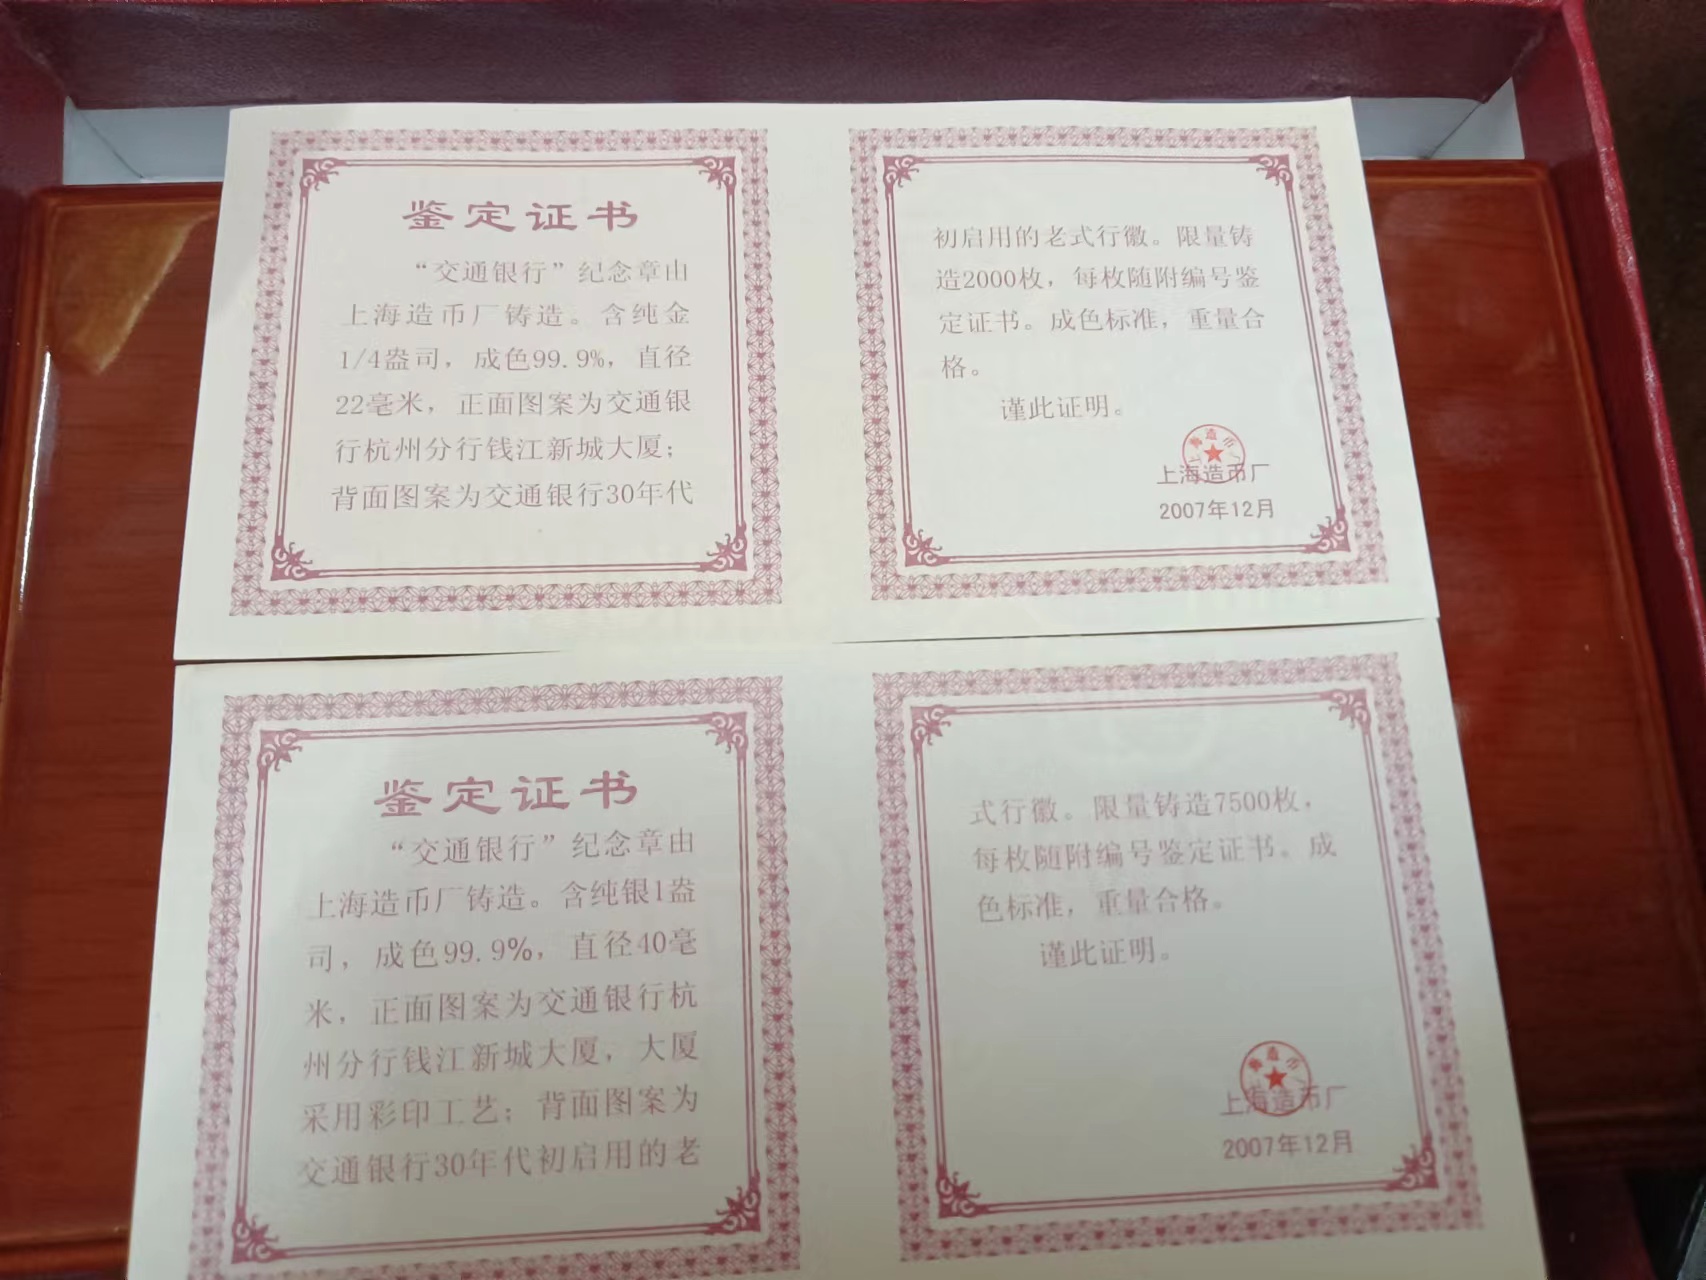 鉴定证书
“交通银行”纪念章由
上海造币厂铸造。含纯金
1/4盎司，成色99.9%，直径
22毫米，正面图案为交通银
行杭州分行钱江新城大厦；
背面图案为交通银行30年代
初启用的老式行徽。限量铸
造2000枚，每枚随附编号鉴
定证书。成色标准，重量合
格。
谨此证明。
上海造币厂
2007年12月
鉴定证书
“交通银行”纪念章由
上海造币厂铸造。含纯银1盎
司，成色99.9%，直径40毫
米，正面图案为交通银行杭
州分行钱江新城大厦，大厦
采用彩印工艺；背面图案为
交通银行30年代初启用的老
式行徽。限量铸造7500枚，
每枚随附编号鉴定证书。成
色标准，重量合格。
谨此证明。
上海造币厂
2007年12月